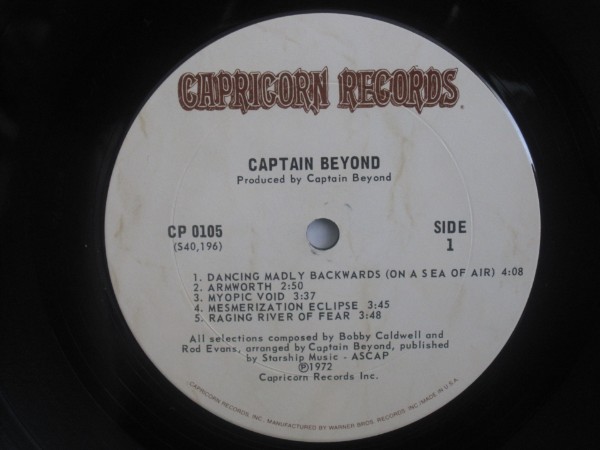 CAPRICORN RECORDS
CAPTAIN BEYOND
Produced by Captain Beyond
CP 0105
(S40,196)
SIDE
1
1. DANCING MADLY BACKWARDS (ON A SEA OF AIR) 4:08
2. ARMWORTH 2:50
3. MYOPIC VOID 3:37
4. MESMERIZATION ECLIPSE 3:45
5. RAGING RIVER OF FEAR 3:48
All selections composed by Bobby Caldwell and
Rod Evans, arranged by Captain Beyond, published
by Starship Music - ASCAP
℗1972
Capricorn Records Inc.
CAPRICORN RECORDS, INC. MANUFACTURED BY WARNER BROS. RECORDS INC. MADE IN U.S.A.